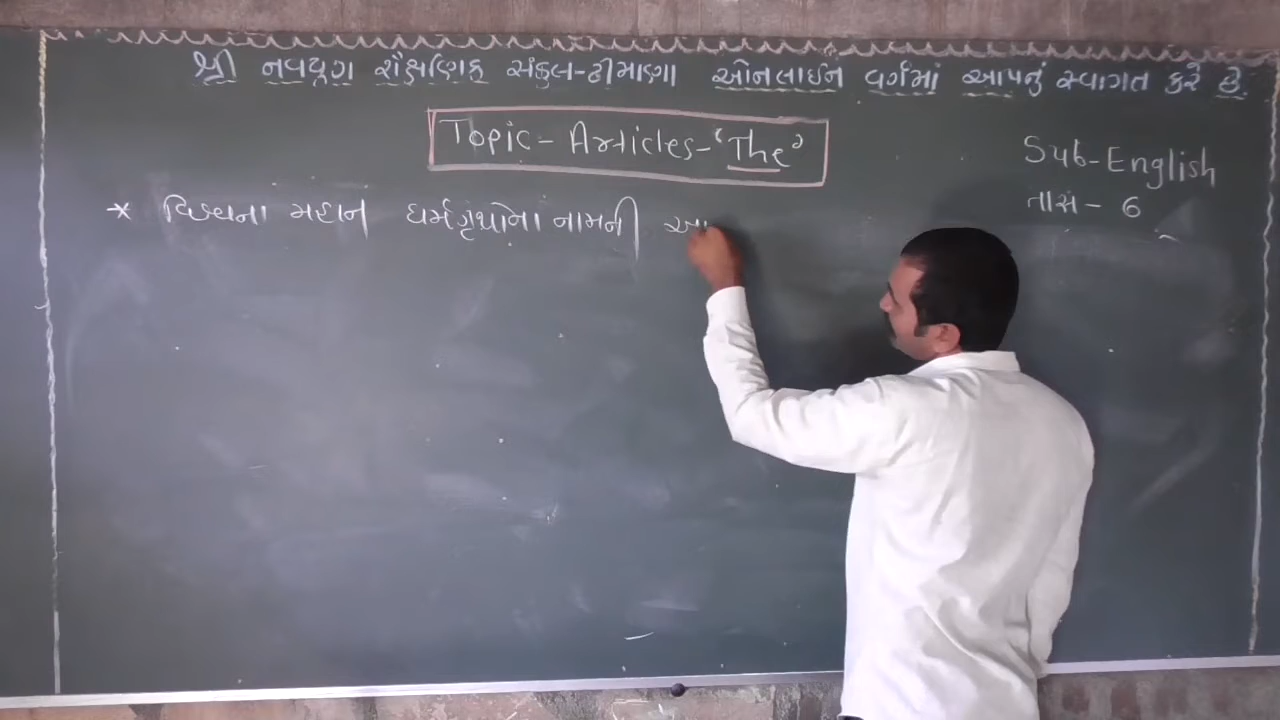 શ્રી નવયુગ શૈક્ષણિક સંકુલ-ઢીમાણા ઓનલાઈન વર્ગમાં આપનું સ્વાગત કરે છે.
Topic - Articles - 'The'
Sub-English
તાસ - 6
* વિશ્વના મહાન ધર્મગ્રંથોના નામની આ